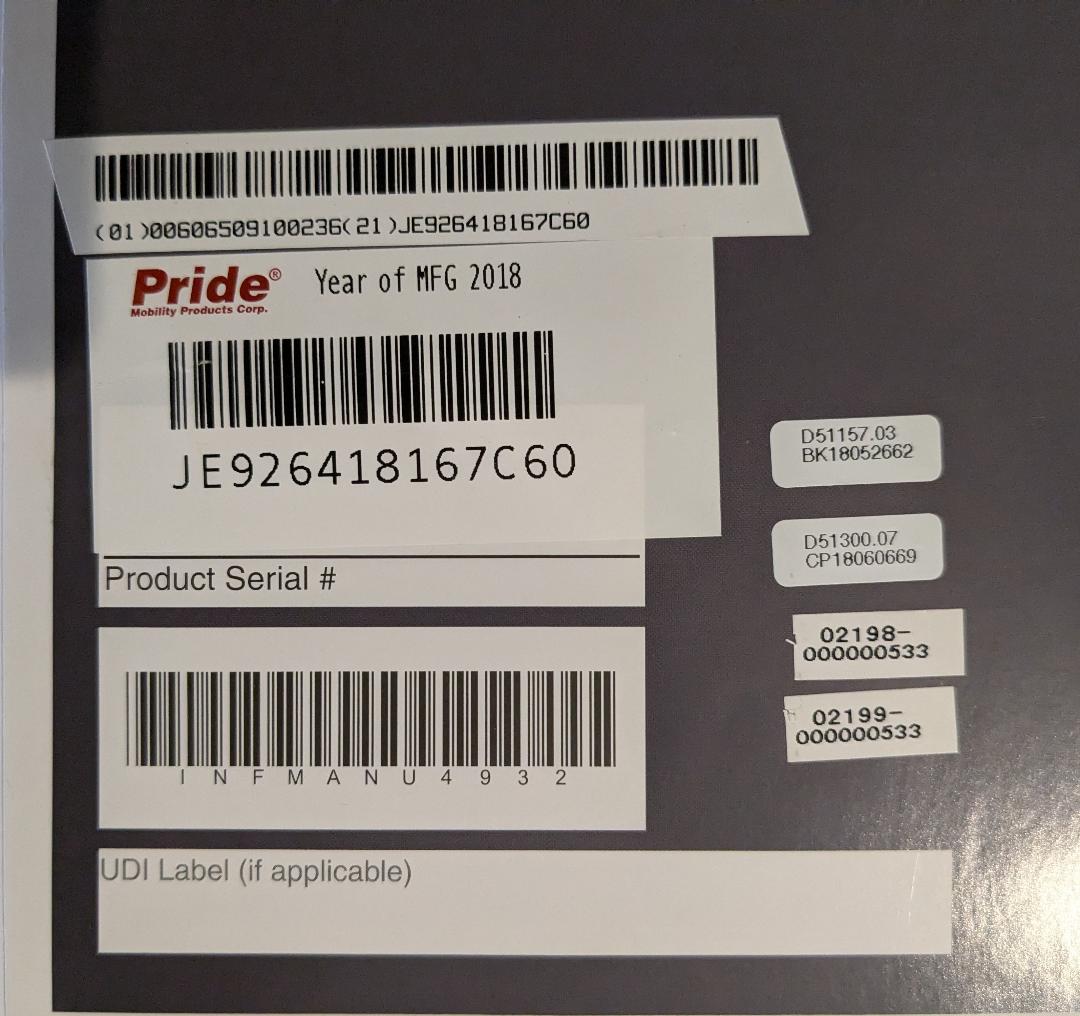 (01)00606509100236(21)JE926418167C60
Pride®
Mobility Products Corp.
Year of MFG 2018
JE926418167C60
Product Serial #
INFMANU4932
UDI Label (if applicable)
D51157.03
BK18052662
D51300.07
CP18060669
02198-
000000533
02199-
000000533